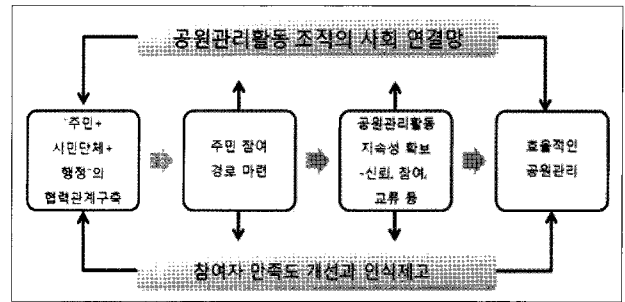 공원관리활동 조직의 사회 연결망
"주민+
시민단체+
행정"의
협력관계구축
주민 참여
경로 마련
공원관리활동
지속성 확보
-신뢰, 참여,
교류 등
효율적인
공원관리
참여자 만족도 개선과 인식제고